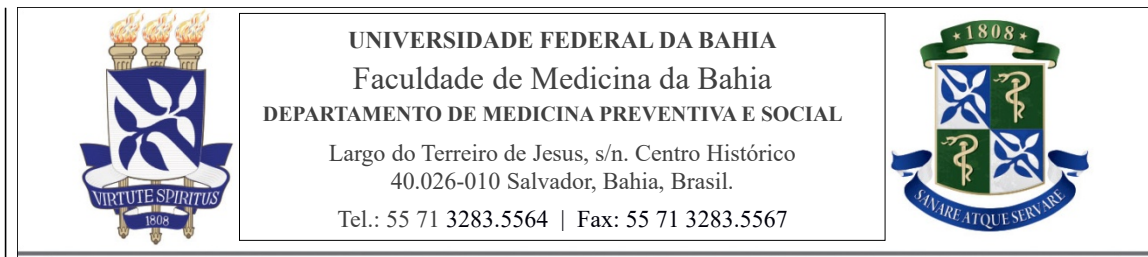 VIRTUTE SPIRITUS
1808
UNIVERSIDADE FEDERAL DA BAHIA
Faculdade de Medicina da Bahia
DEPARTAMENTO DE MEDICINA PREVENTIVA E SOCIAL
Largo do Terreiro de Jesus, s/n. Centro Histórico
40.026-010 Salvador, Bahia, Brasil.
Tel.: 55 71 3283.5564 | Fax: 55 71 3283.5567
★1808★
SANARE ATQUE SERVARE